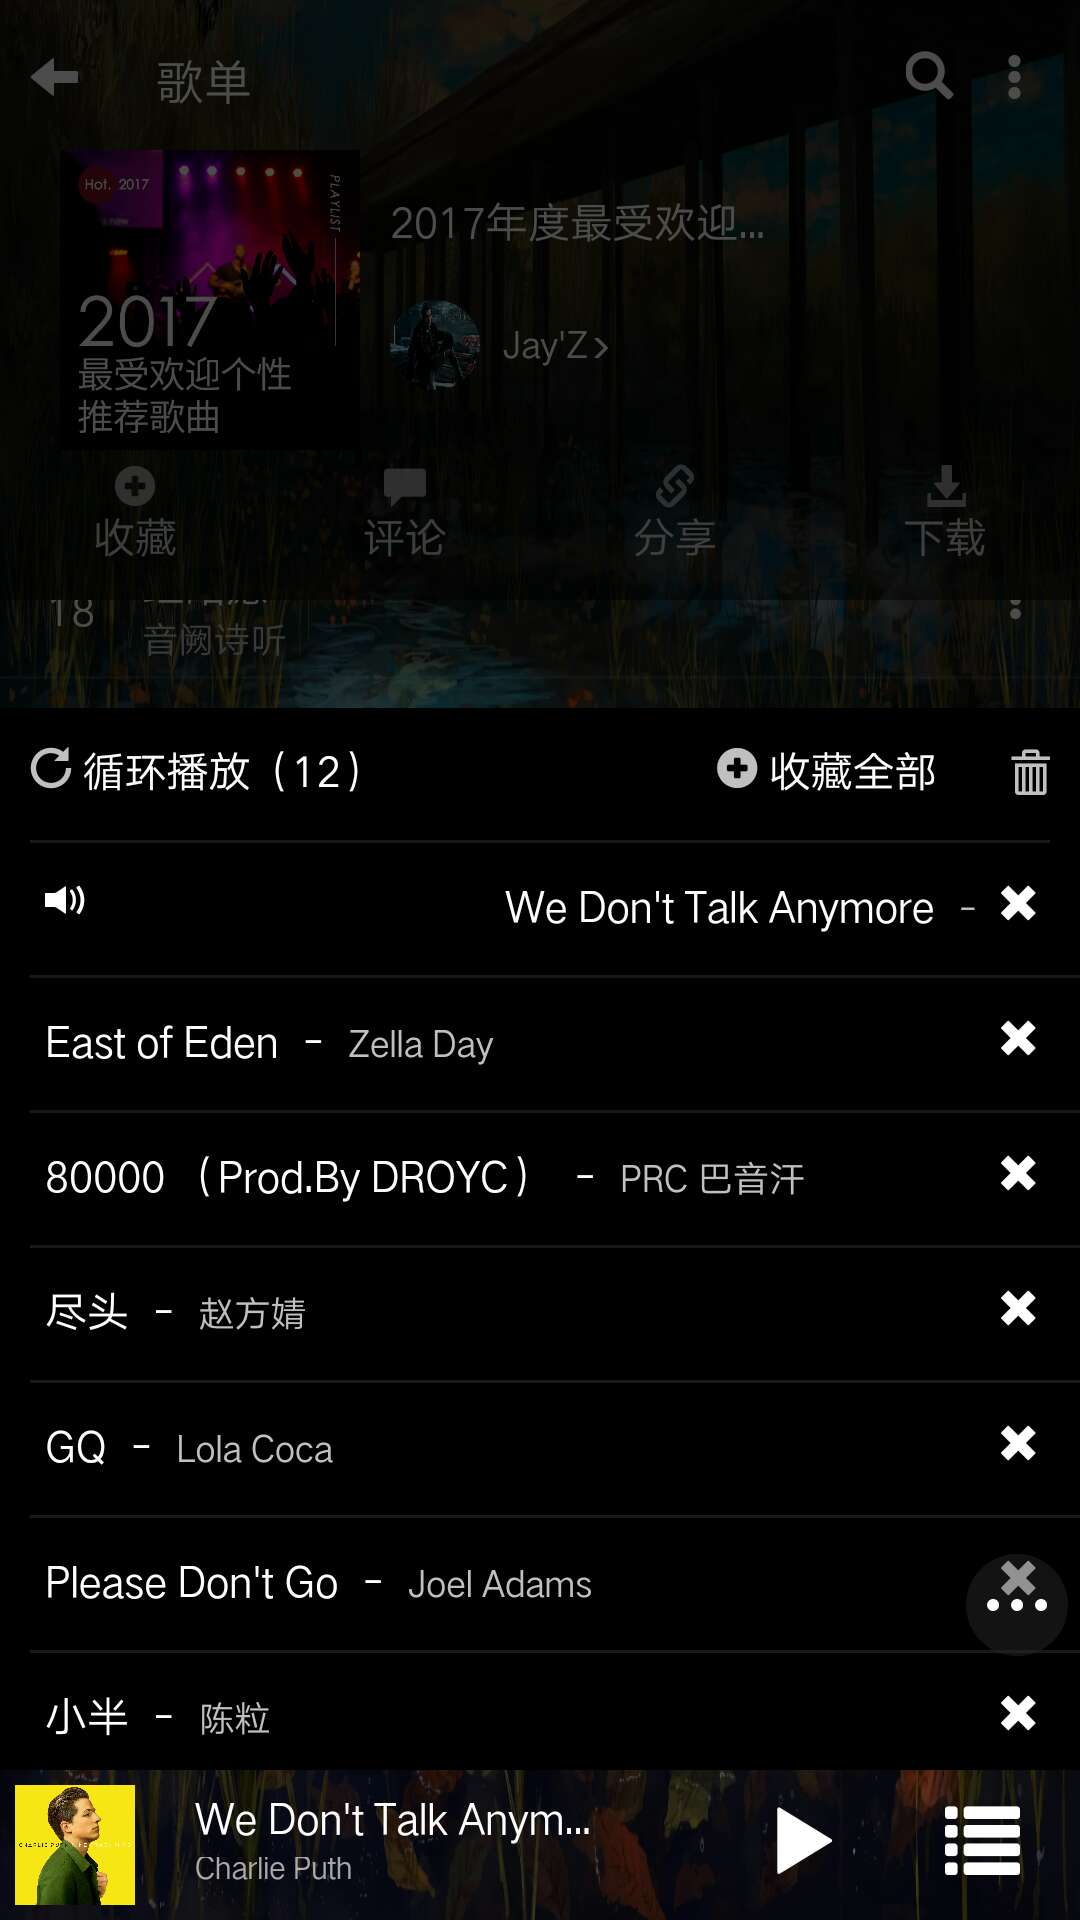 歌单
Hot. 2017
PLAYLIST
2017
最受欢迎个性
推荐歌曲
2017年度最受欢迎...
Jay'Z
收藏 评论 分享 下载
18
音阙诗听
循环播放（12） 收藏全部
We Don't Talk Anymore -
East of Eden - Zella Day
80000 （Prod.By DROYC） - PRC 巴音汗
尽头 - 赵方婧
GQ - Lola Coca
Please Don't Go - Joel Adams
小半 - 陈粒
We Don't Talk Anym...
Charlie Puth